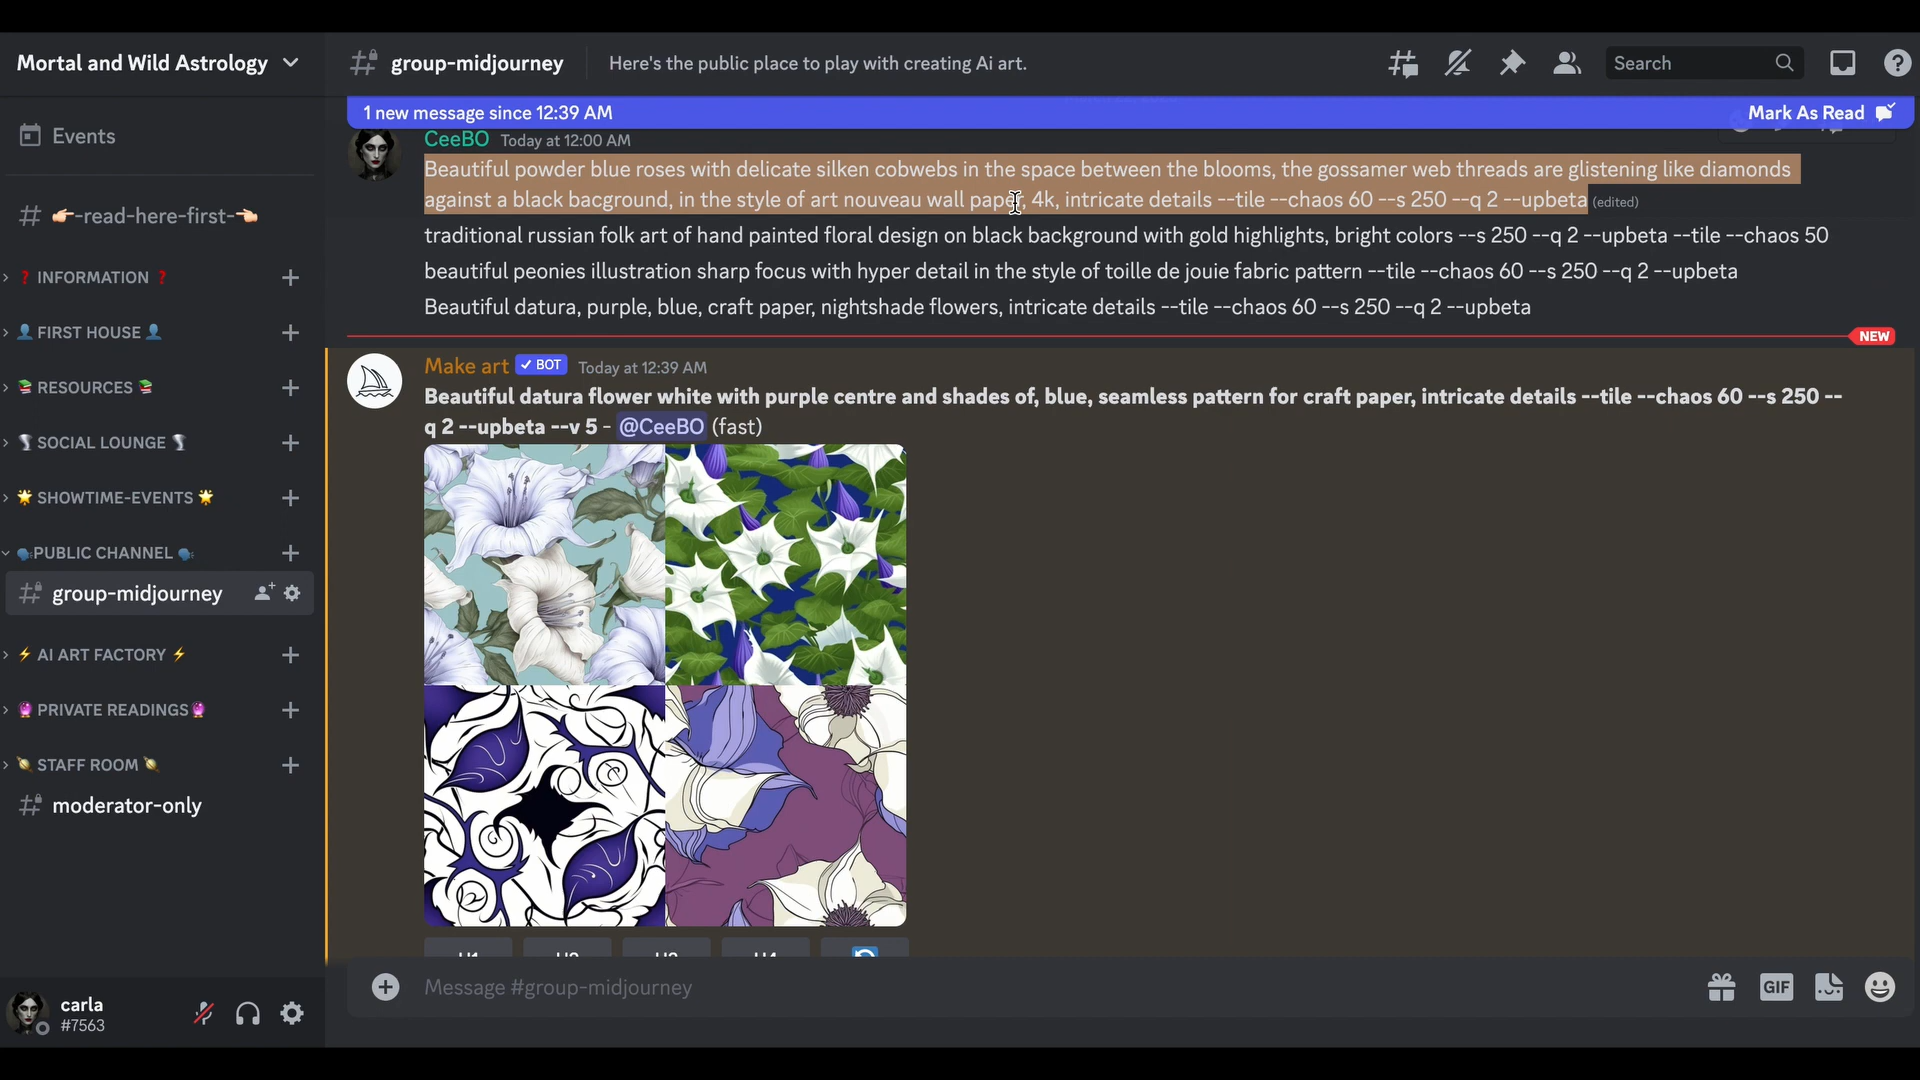 Mortal and Wild Astrology
Events
👉🏻-read-here-first-👈🏻
❓ INFORMATION ❓
👤 FIRST HOUSE 👤
📚 RESOURCES 📚
SOCIAL LOUNGE
🌟 SHOWTIME-EVENTS 🌟
🗣️PUBLIC CHANNEL 🗣️
group-midjourney
⚡ AI ART FACTORY ⚡
🔮 PRIVATE READINGS🔮
STAFF ROOM
moderator-only
carla
#7563
group-midjourney
Here's the public place to play with creating Ai art.
Search
1 new message since 12:39 AM
Mark As Read
CeeBO Today at 12:00 AM
Beautiful powder blue roses with delicate silken cobwebs in the space between the blooms, the gossamer web threads are glistening like diamonds
against a black bacground, in the style of art nouveau wall paper, 4k, intricate details --tile --chaos 60 --s 250 --q 2 --upbeta (edited)
traditional russian folk art of hand painted floral design on black background with gold highlights, bright colors --s 250 --q 2 --upbeta --tile --chaos 50
beautiful peonies illustration sharp focus with hyper detail in the style of toille de jouie fabric pattern --tile --chaos 60 --s 250 --q 2 --upbeta
Beautiful datura, purple, blue, craft paper, nightshade flowers, intricate details --tile --chaos 60 --s 250 --q 2 --upbeta
NEW
Make art ✓ BOT Today at 12:39 AM
Beautiful datura flower white with purple centre and shades of, blue, seamless pattern for craft paper, intricate details --tile --chaos 60 --s 250 --
q 2 --upbeta --v 5 - @CeeBO (fast)
U1 U2 U3 U4
Message #group-midjourney
GIF